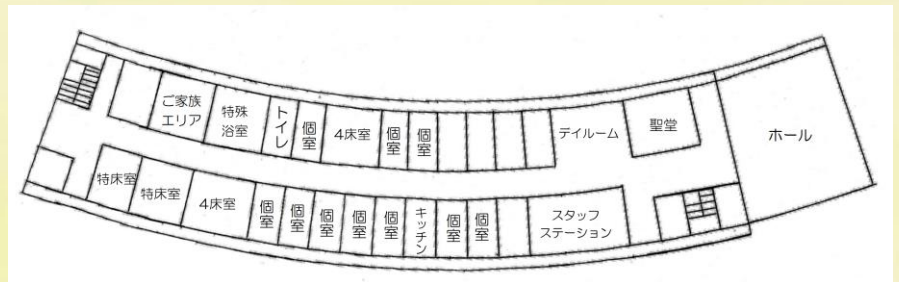 ご家族
エリア
特殊
浴室
トイレ
個室
4床室
個室
個室
デイルーム
聖堂
ホール
特床室
特床室
4床室
個室
個室
個室
個室
個室
キッチン
個室
個室
スタッフ
ステーション